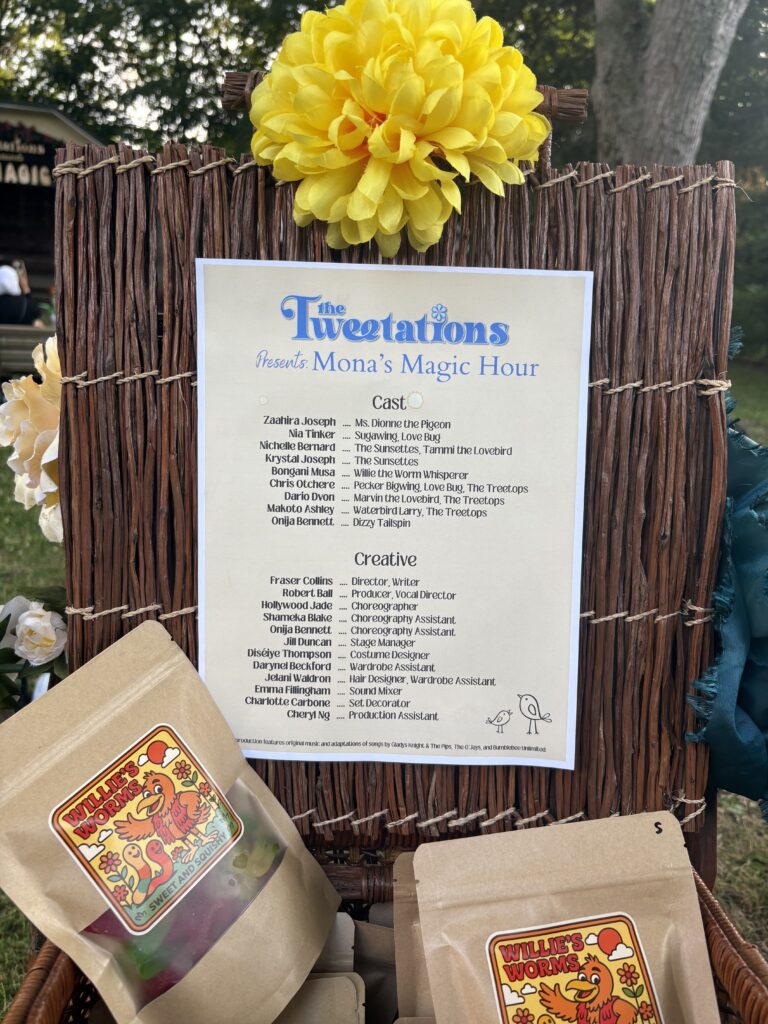 MAGIC
the
Tweetations
Presents: Mona's Magic Hour
Cast
Zaahira Joseph .... Ms. Dionne the Pigeon
Nia Tinker .... Sugawing, Love Bug
Nichelle Bernard .... The Sunsettes, Tammi the Lovebird
Krystal Joseph .... The Sunsettes
Bongani Musa .... Willie the Worm Whisperer
Chris Otchere .... Pecker Bigwing, Love Bug, The Treetops
Dario Dvon .... Marvin the Lovebird, The Treetops
Makoto Ashley .... Waterbird Larry, The Treetops
Onija Bennett .... Dizzy Tailspin
Creative
Fraser Collins .... Director, Writer
Robert Ball .... Producer, Vocal Director
Hollywood Jade .... Choreographer
Shameka Blake .... Choreography Assistant
Onija Bennett .... Choreography Assistant
Jill Duncan .... Stage Manager
Diséiye Thompson .... Costume Designer
Darynel Beckford .... Wardrobe Assistant
Jelani Waldron .... Hair Designer, Wardrobe Assistant
Emma Fillingham .... Sound Mixer
Charlotte Carbone .... Set Decorator
Cheryl Ng .... Production Assistant
production features original music and adaptations of songs by Gladys Knight & The Pips, The O'Jays, and Bumblebee Unlimited.
WILLIE'S
WORMS
SWEET AND SQUISHY
S
WILLIE'S
WORMS